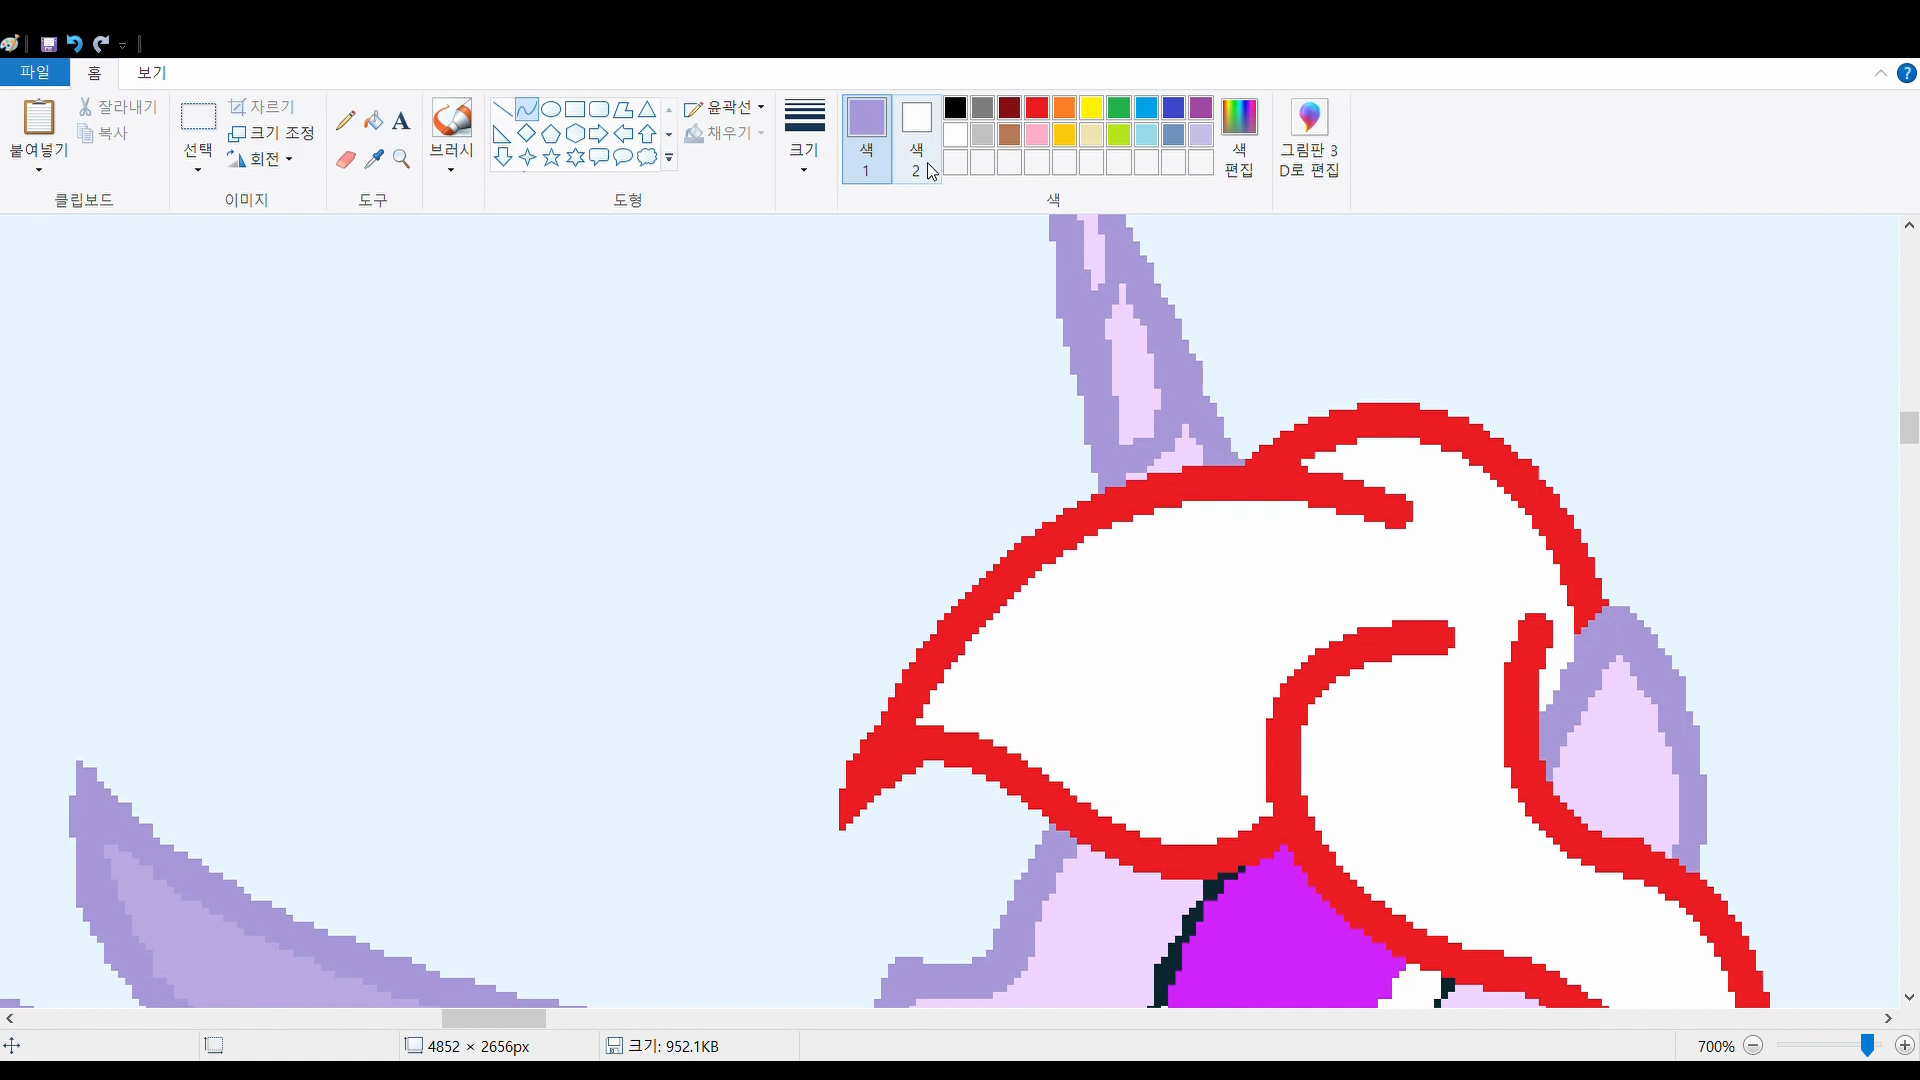 파일 홈 보기
잘라내기 자르기
복사 크기 조정 윤곽선
붙여넣기 선택 회전 브러시 채우기 크기 색 색 색 그림판 3
1 2 편집 D로 편집
클립보드 이미지 도구 도형 색
4852 × 2656px 크기: 952.1KB 700%